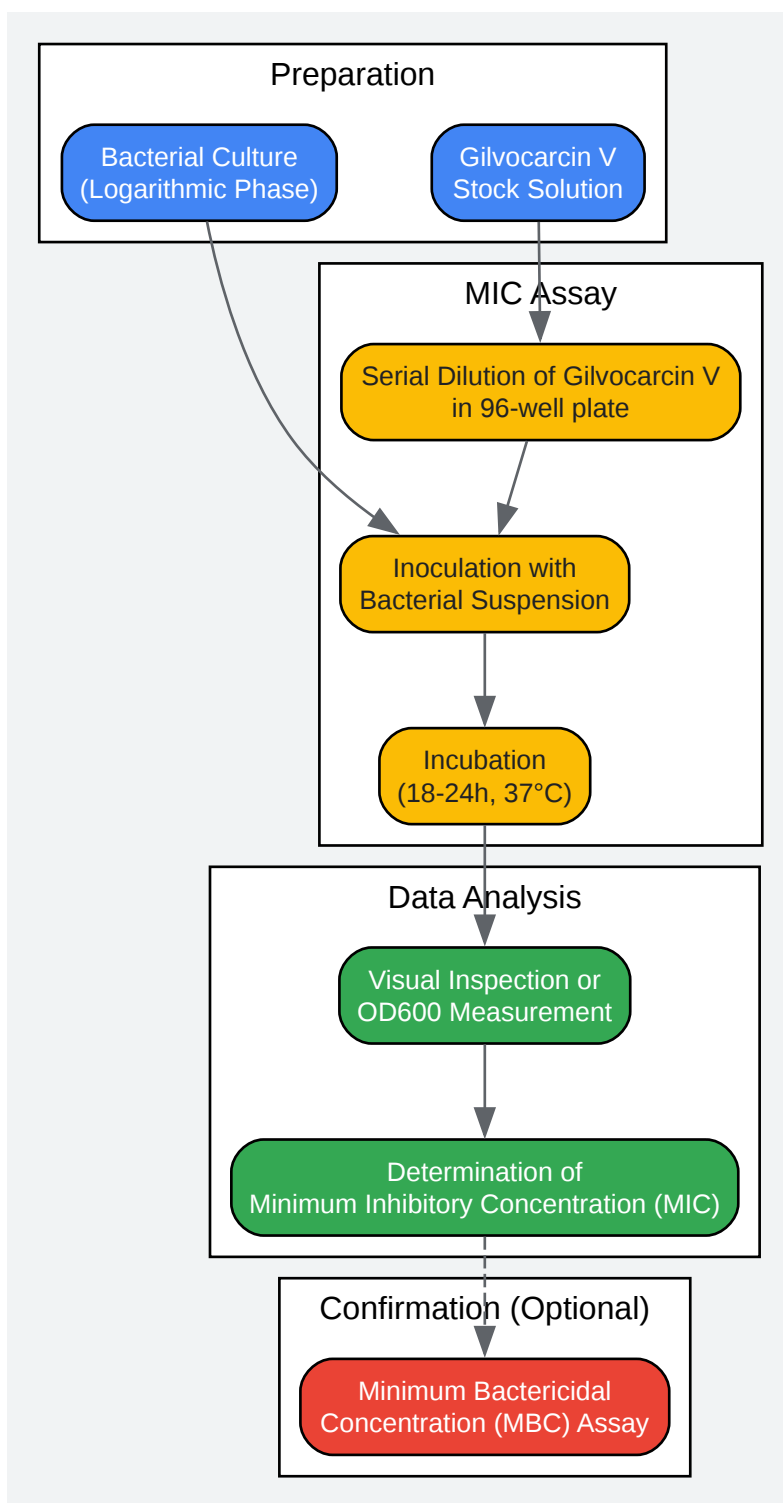 Preparation
Bacterial Culture
(Logarithmic Phase)
Gilvocarcin V
Stock Solution
MIC Assay
Serial Dilution of Gilvocarcin V
in 96-well plate
Inoculation with
Bacterial Suspension
Incubation
(18-24h, 37°C)
Data Analysis
Visual Inspection or
OD600 Measurement
Determination of
Minimum Inhibitory Concentration (MIC)
Confirmation (Optional)
Minimum Bactericidal
Concentration (MBC) Assay